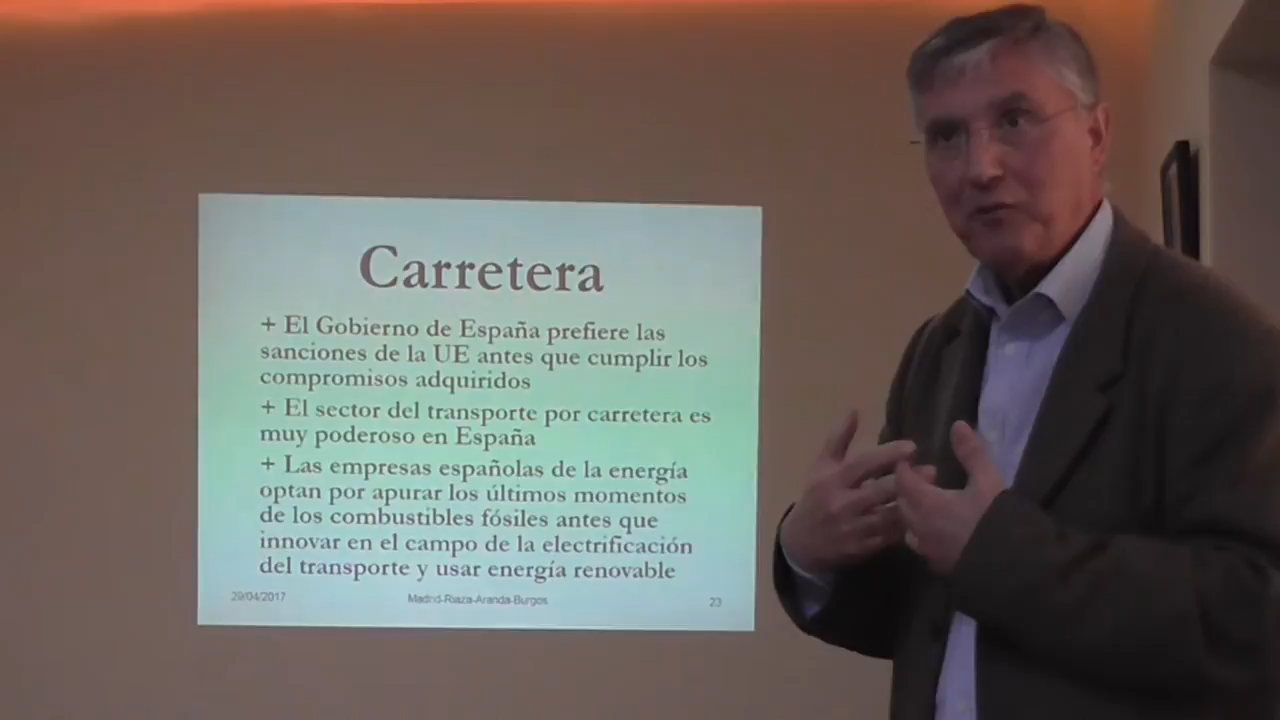 Carretera
+ El Gobierno de España prefiere las
sanciones de la UE antes que cumplir los
compromisos adquiridos
+ El sector del transporte por carretera es
muy poderoso en España
+ Las empresas españolas de la energía
optan por apurar los últimos momentos
de los combustibles fósiles antes que
innovar en el campo de la electrificación
del transporte y usar energía renovable
29/04/2017 Madrid-Riaza-Aranda-Burgos 23